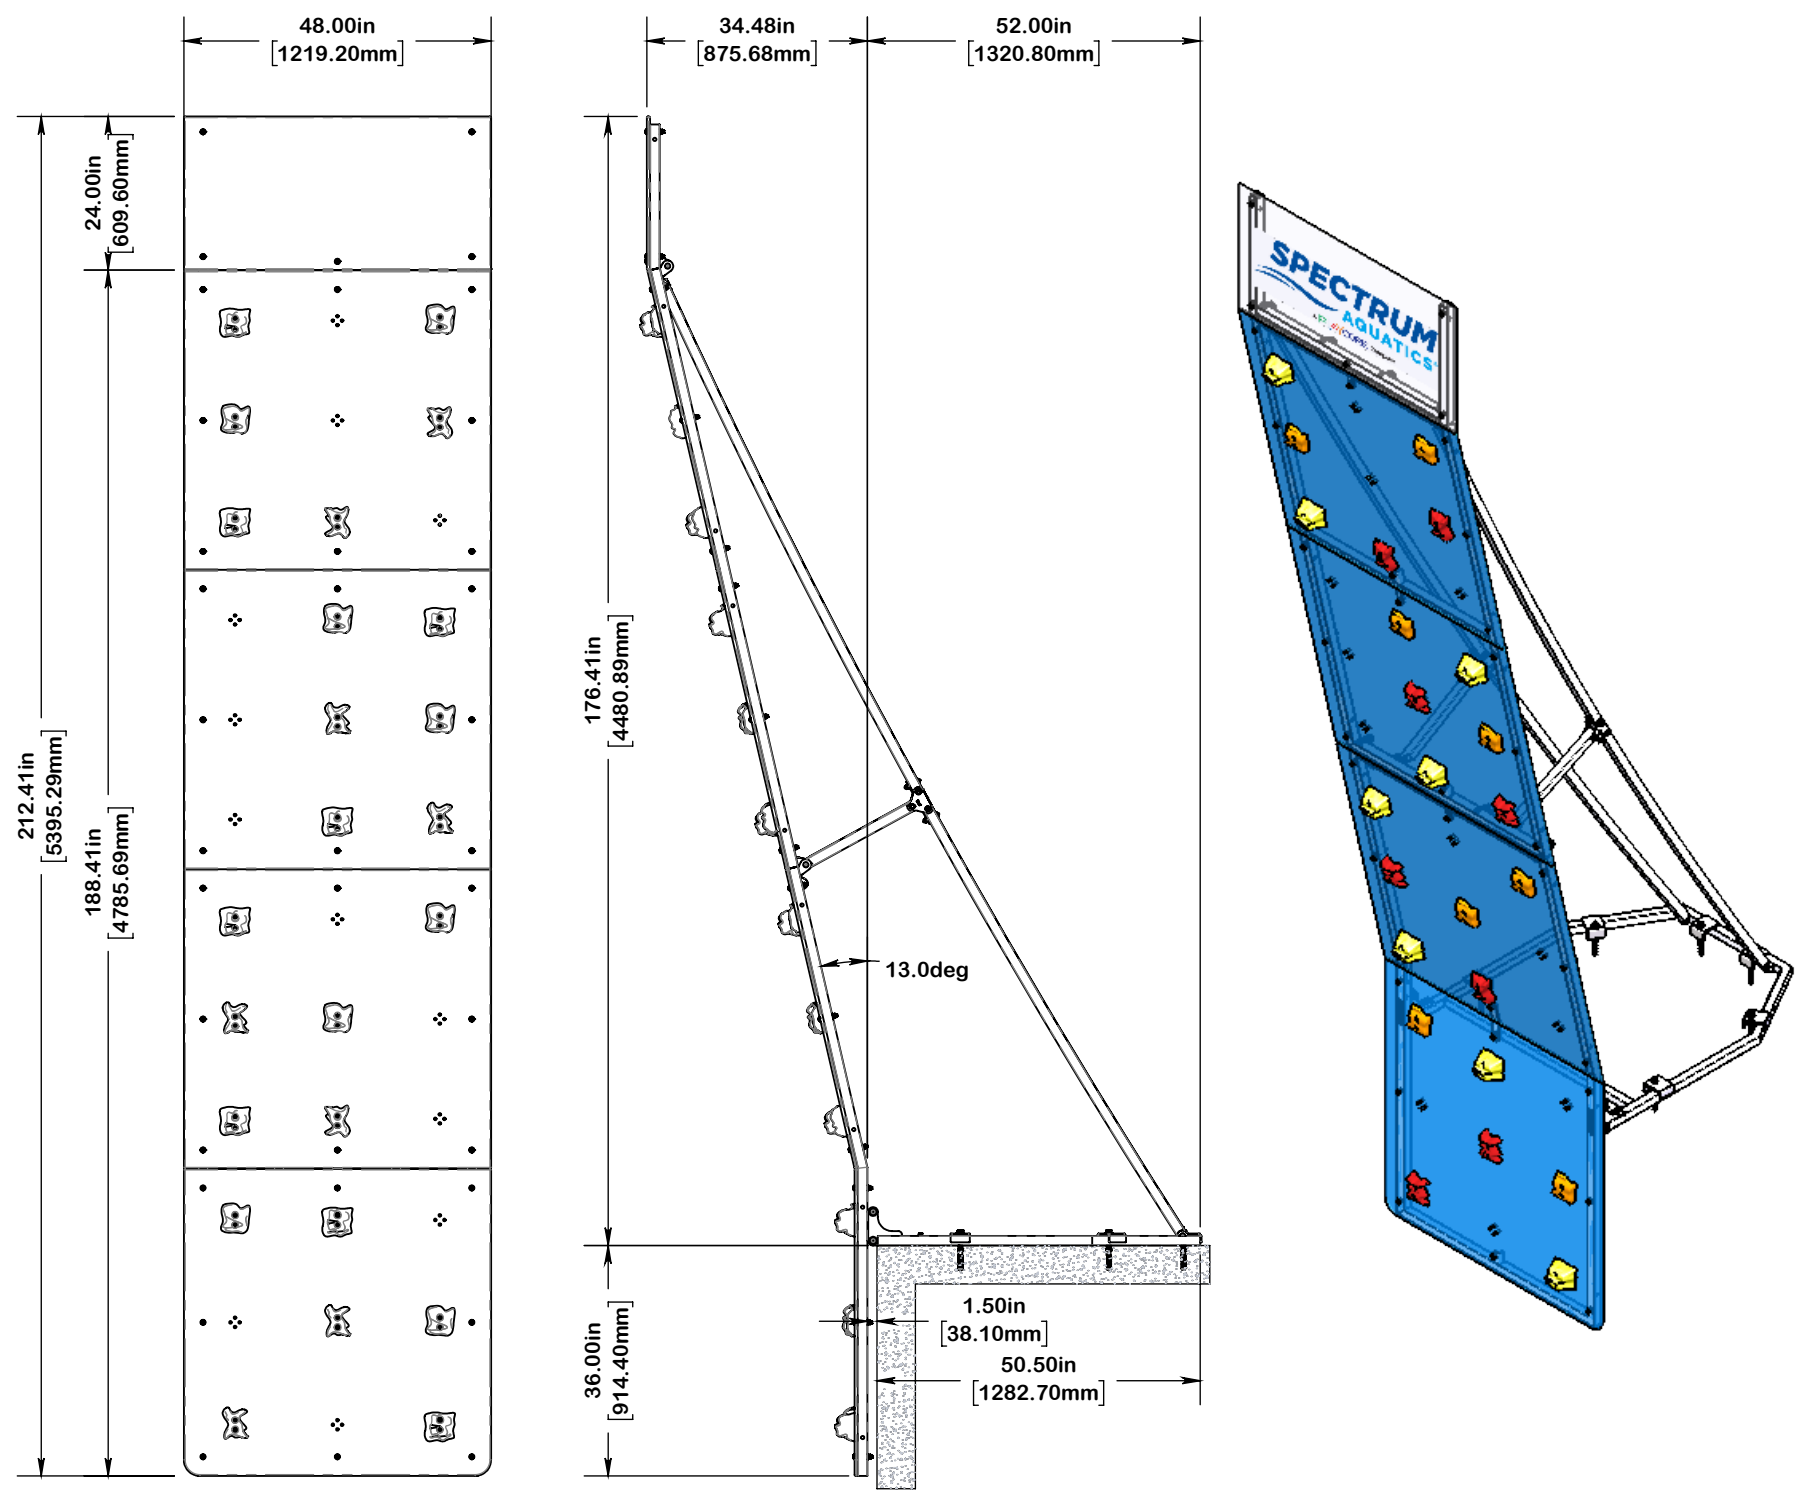 48.00in
[1219.20mm]
34.48in
[875.68mm]
52.00in
[1320.80mm]
24.00in
[609.60mm]
212.41in
[5395.29mm]
188.41in
[4785.69mm]
176.41in
[4480.89mm]
13.0deg
36.00in
[914.40mm]
1.50in
[38.10mm]
50.50in
[1282.70mm]
SPECTRUM
AQUATICS